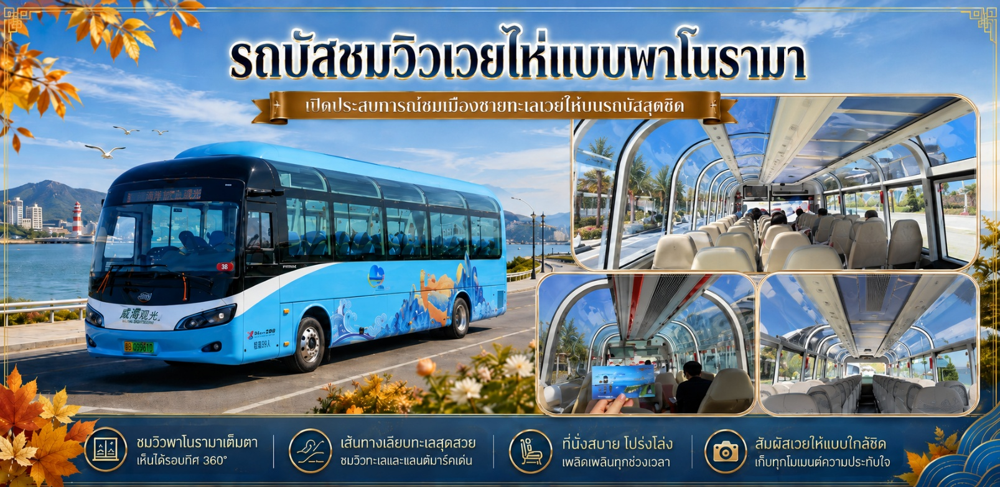 รถบัสชมวิวเวยไห่แบบพาโนรามา
เปิดประสบการณ์ชมเมืองชายทะเลเวย์ให้บนรถบัสสุดชิด
38
威海观光
099610
限载39人
ชมวิวพาโนรามาเต็มตา
เห็นได้รอบทิศ 360°
เส้นทางเลียบทะเลสุดสวย
ชมวิวทะเลและแลนด์มาร์คเด่น
ที่นั่งสบาย โปร่งโล่ง
เพลิดเพลินทุกช่วงเวลา
สัมผัสเวยให้แบบใกล้ชิด
เก็บทุกโมเมนต์ความประทับใจ